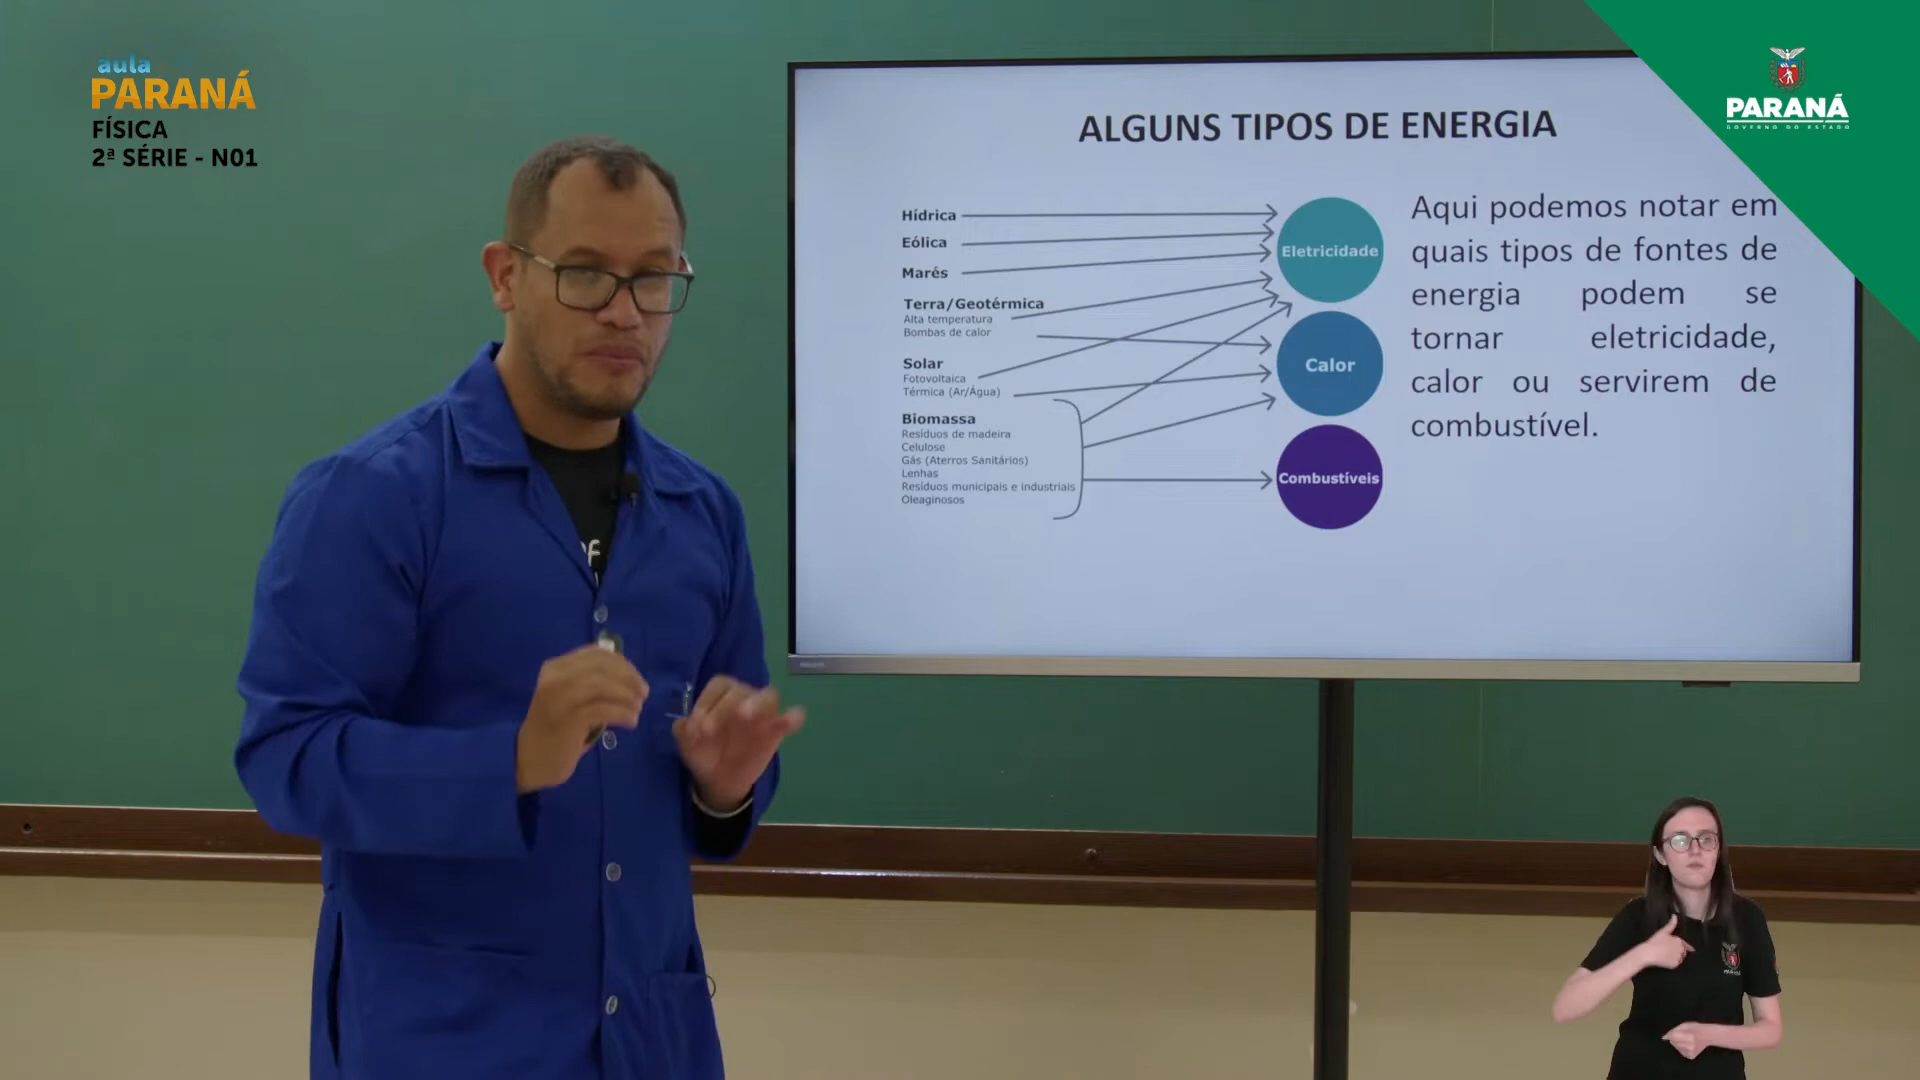 aula
PARANÁ
FÍSICA
2ª SÉRIE - N01
PARANÁ
GOVERNO DO ESTADO
ALGUNS TIPOS DE ENERGIA
Hídrica
Eólica
Marés
Terra/Geotérmica
Alta temperatura
Bombas de calor
Solar
Fotovoltaica
Térmica (Ar/Água)
Biomassa
Resíduos de madeira
Celulose
Gás (Aterros Sanitários)
Lenhas
Resíduos municipais e industriais
Oleaginosos
Eletricidade
Calor
Combustíveis
Aqui podemos notar em
quais tipos de fontes de
energia podem se
tornar eletricidade,
calor ou servirem de
combustível.